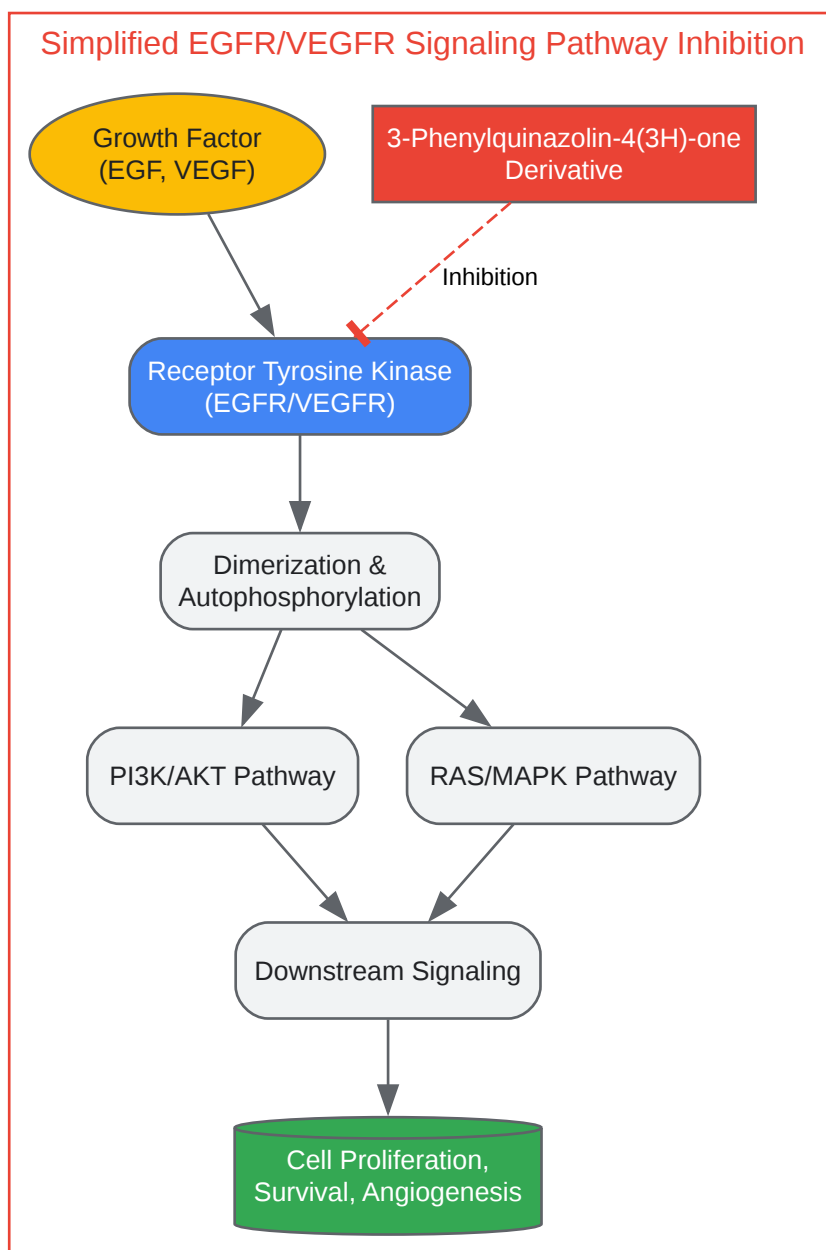 Simplified EGFR/VEGFR Signaling Pathway Inhibition
Growth Factor
(EGF, VEGF)
3-Phenylquinazolin-4(3H)-one
Derivative
Inhibition
Receptor Tyrosine Kinase
(EGFR/VEGFR)
Dimerization &
Autophosphorylation
PI3K/AKT Pathway
RAS/MAPK Pathway
Downstream Signaling
Cell Proliferation,
Survival, Angiogenesis